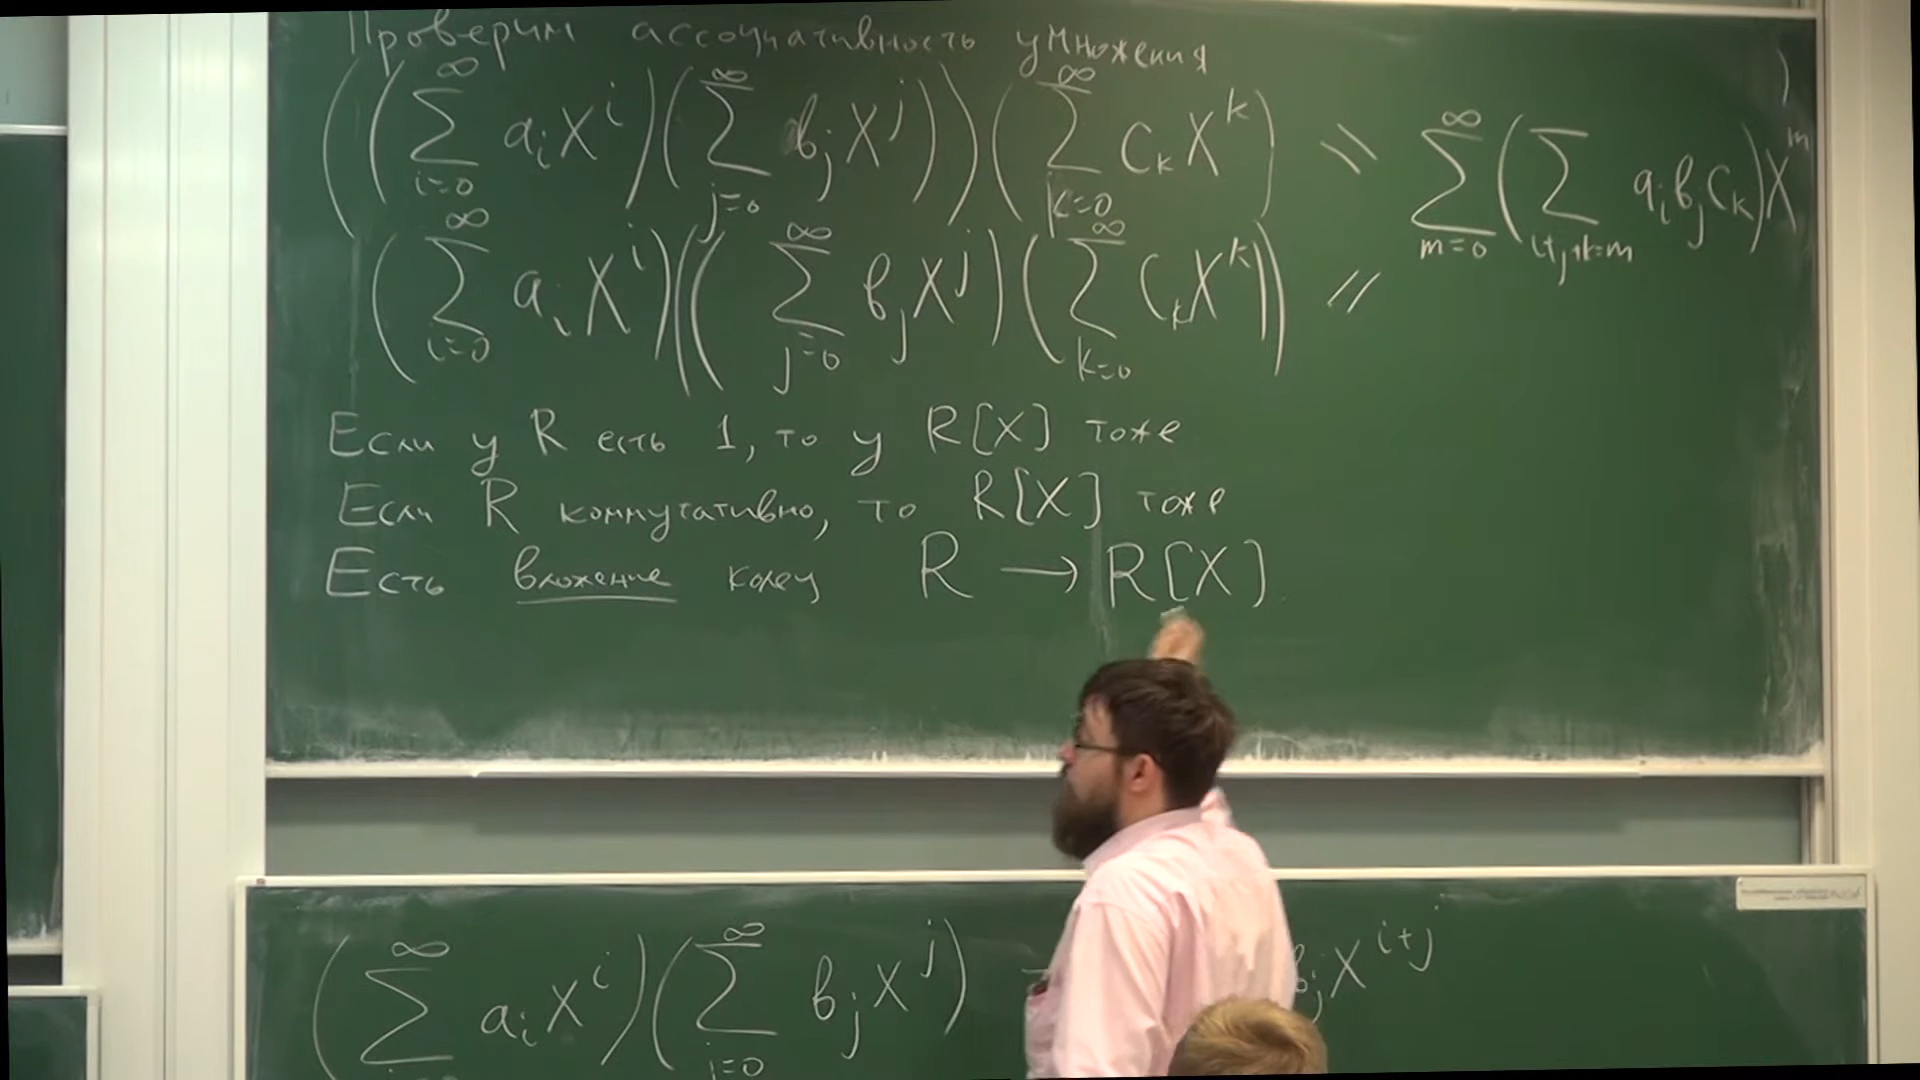 Проверим ассоциативность умножения
((∑_{i=0}^{∞} a_i X^i)(∑_{j=0}^{∞} b_j X^j))(∑_{k=0}^{∞} c_k X^k) = ∑_{m=0}^{∞} (∑_{i+j+k=m} a_i b_j c_k) X^m
(∑_{i=0}^{∞} a_i X^i)((∑_{j=0}^{∞} b_j X^j)(∑_{k=0}^{∞} c_k X^k)) =
Если у R есть 1, то у R[X] тоже
Если R коммутативно, то R[X] тоже
Есть вложение колец R → R[X]
(∑ a_i X^i)(∑_{j=0}^{∞} b_j X^j) b_j X^{i+j}